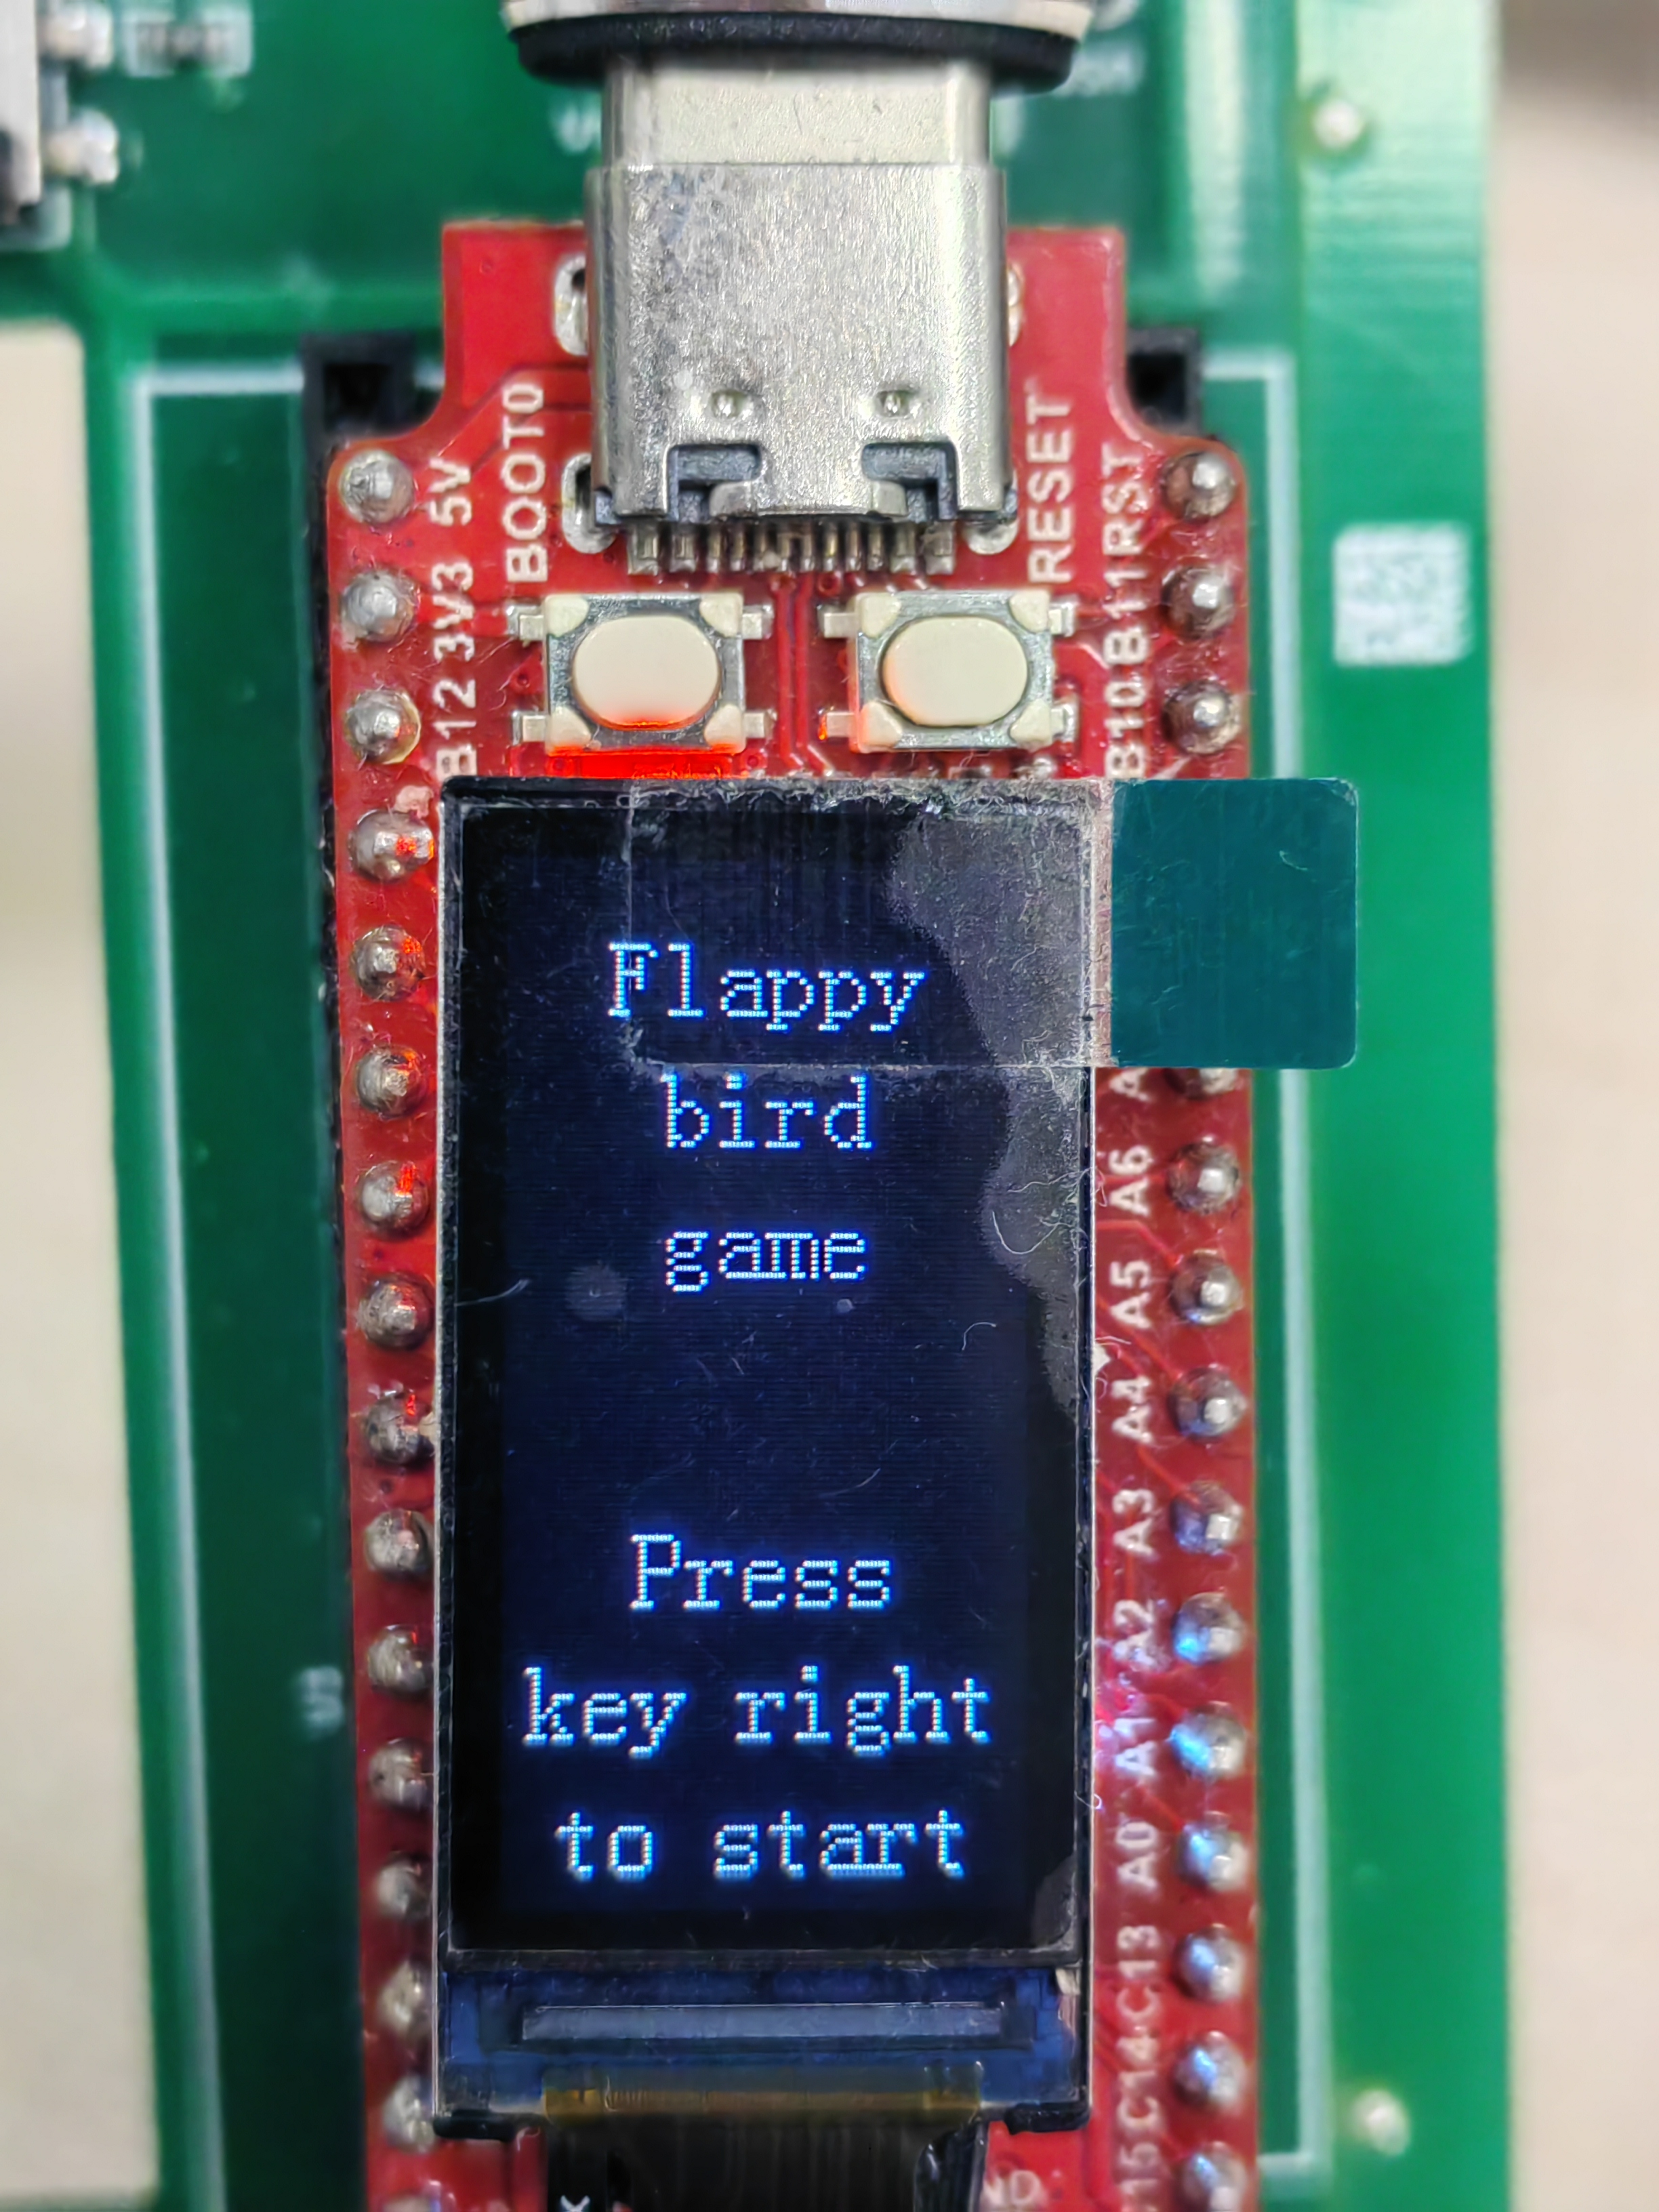 BOOT0
RESET
5V
3V3
B12
RST
B11
B10
Flappy
bird
game
Press
key right
to start
A6
A5
A4
A3
A2
A1
A0
C13
C14